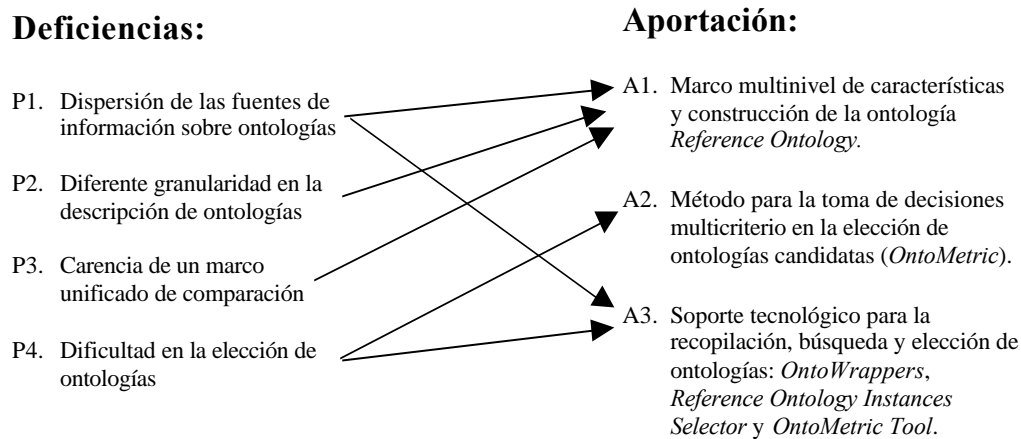 Deficiencias:
P1. Dispersión de las fuentes de
información sobre ontologías
P2. Diferente granularidad en la
descripción de ontologías
P3. Carencia de un marco
unificado de comparación
P4. Dificultad en la elección de
ontologías
Aportación:
A1. Marco multinivel de características
y construcción de la ontología
Reference Ontology.
A2. Método para la toma de decisiones
multicriterio en la elección de
ontologías candidatas (OntoMetric).
A3. Soporte tecnológico para la
recopilación, búsqueda y elección de
ontologías: OntoWrappers,
Reference Ontology Instances
Selector y OntoMetric Tool.